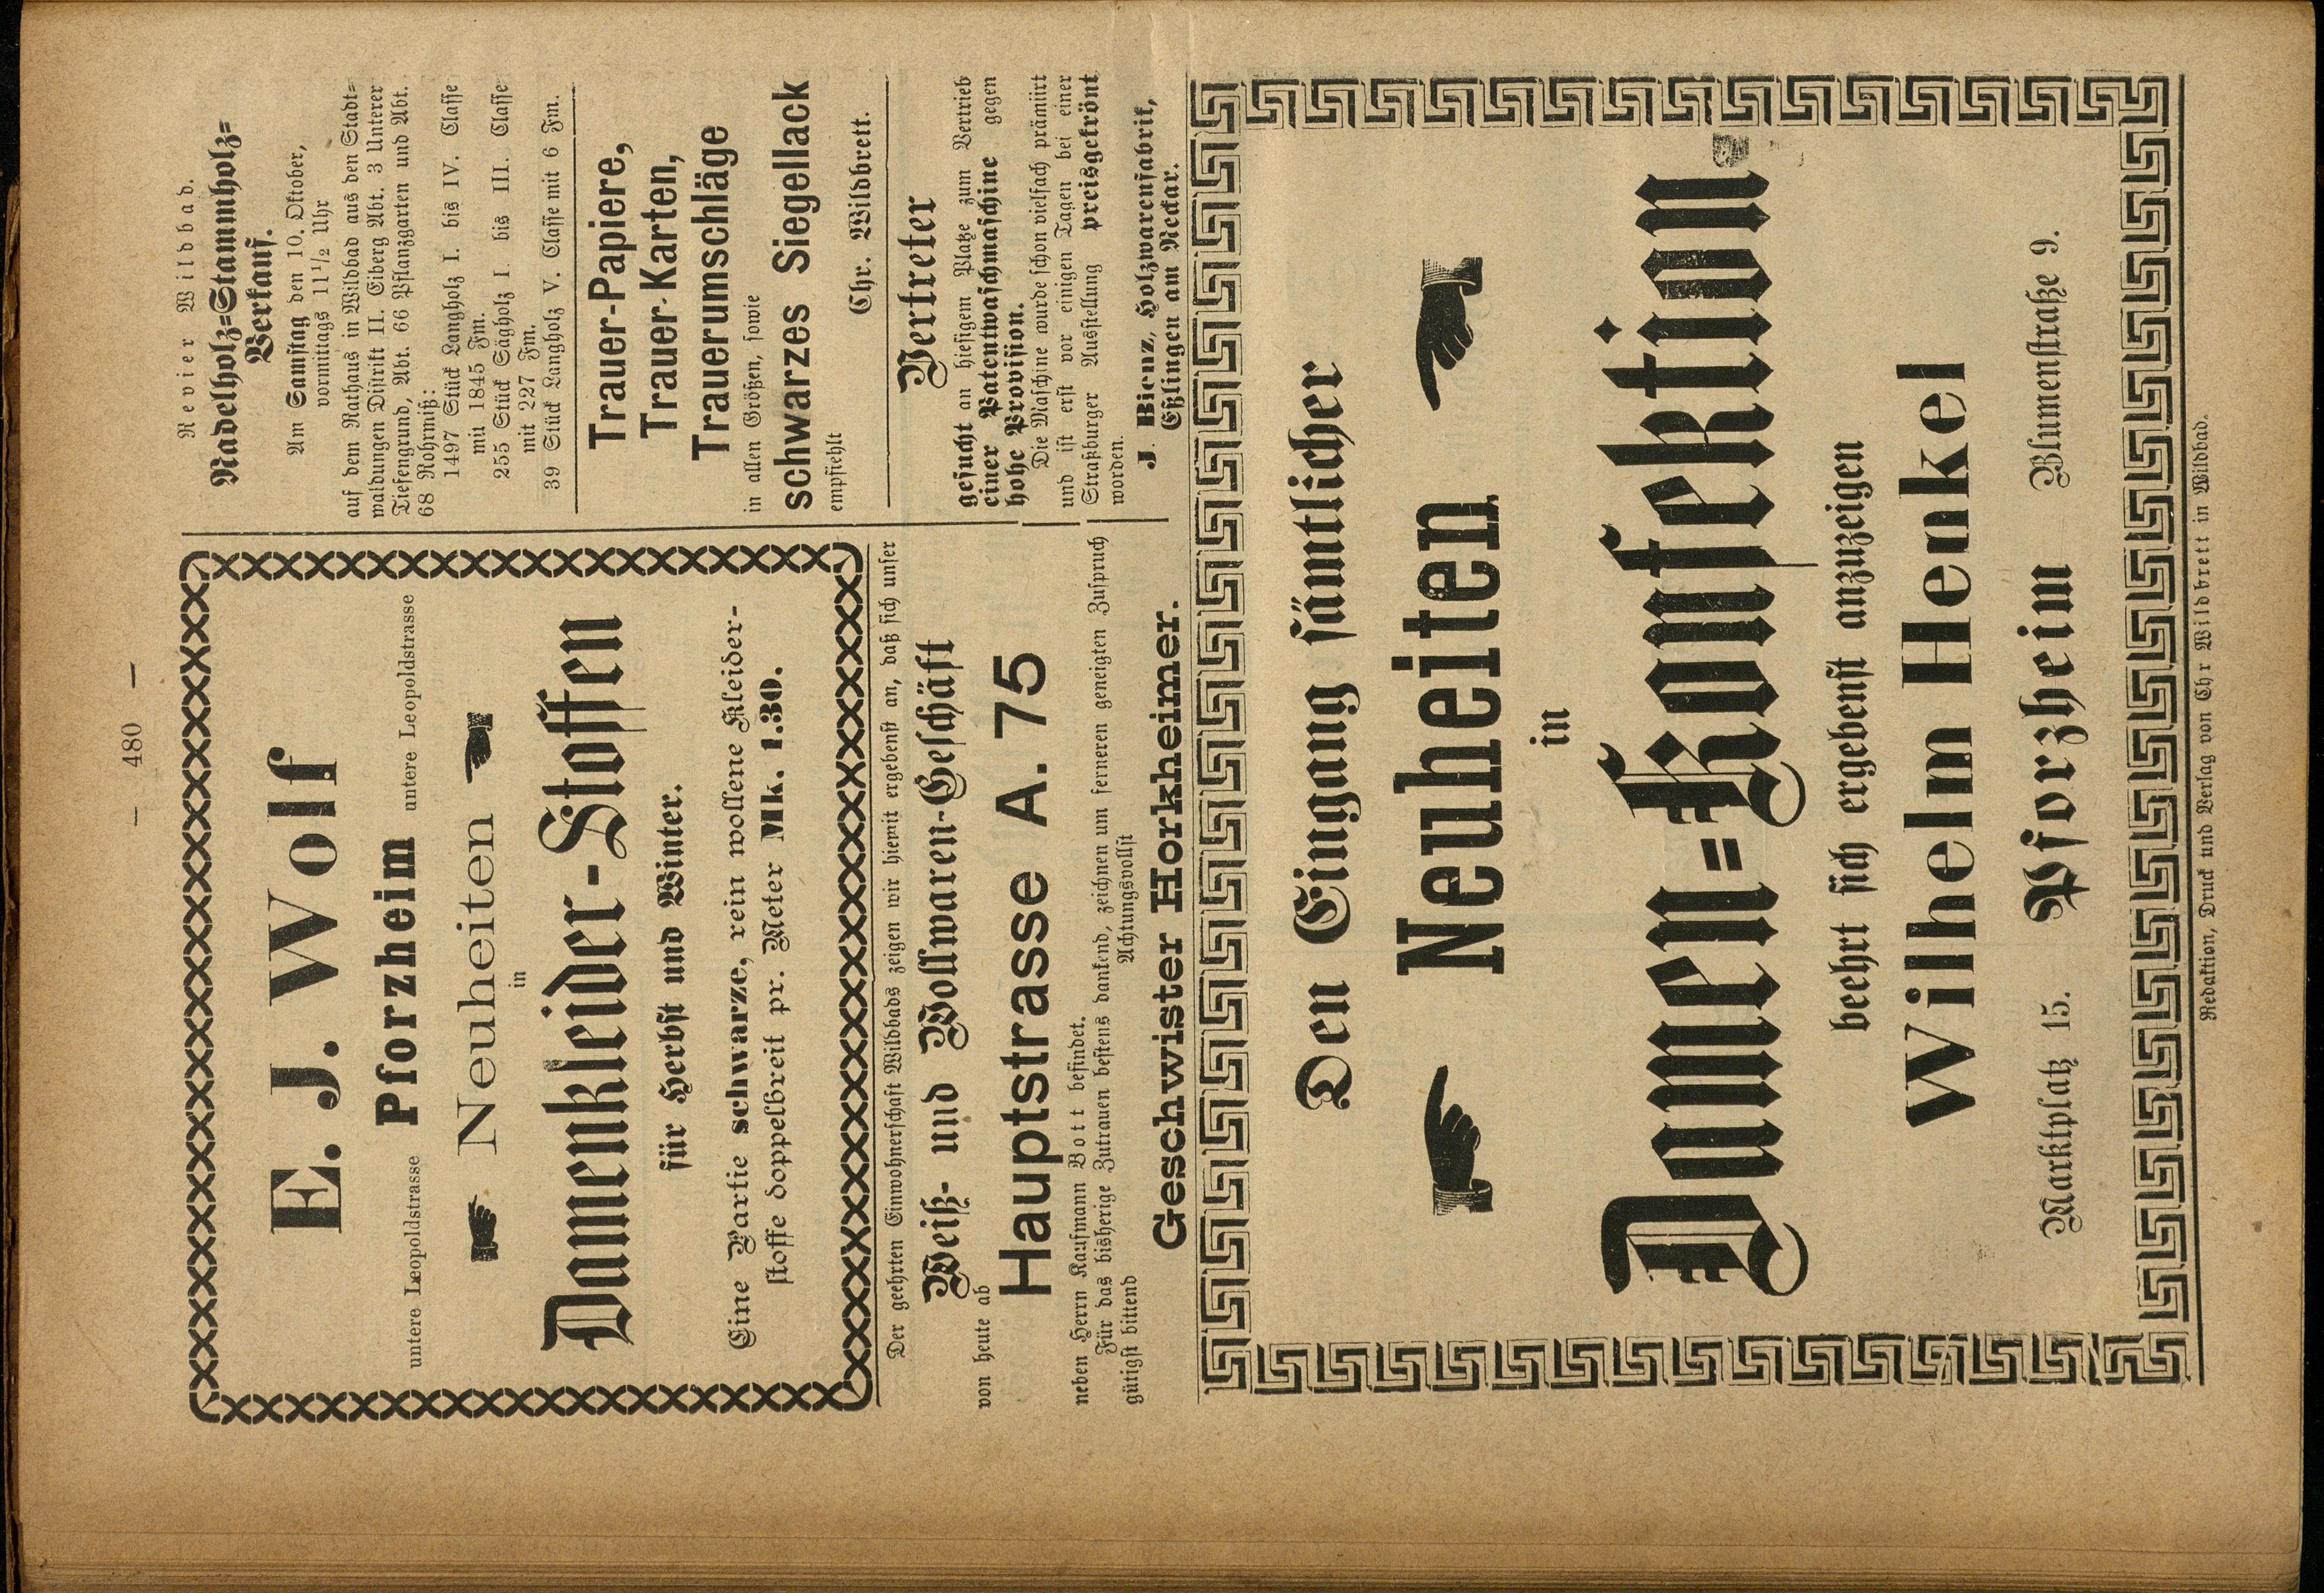 — 480 —
E. J. Wolf
untere Leopoldstrasse Pforzheim untere Leopoldstrasse
Neuheiten
in
Damenkleider-Stoffen
für Herbst und Winter.
Eine Partie schwarze, rein wollene Kleider-
stoffe doppelbreit pr. Meter Mk. 1.30.
Der geehrten Einwohnerschaft Wildbads zeigen wir hiemit ergebenst an, daß sich unser
Weiß- und Wollwaren-Geschäft
von heute ab
Hauptstrasse A. 75
neben Herrn Kaufmann Bott befindet.
Für das bisherige Zutrauen bestens dankend, zeichnen um ferneren geneigten Zuspruch
gütigst bittend
Achtungsvollst
Geschwister Horkheimer.
Revier Wildbad.
Nadelholz=Stammholz=
Verkauf.
Am Samstag den 10. Oktober,
vormittags 11½ Uhr
auf dem Rathaus in Wildbad aus den Stadt=
waldungen Distrikt II. Eiberg Abt. 3 Unterer
Tiefengrund, Abt. 66 Pflanzgarten und Abt.
68 Rohrmiß:
1497 Stück Langholz I. bis IV. Classe
mit 1845 Fm.
255 Stück Sägholz I. bis III. Classe
mit 227 Fm.
39 Stück Langholz V. Classe mit 6 Fm.
Trauer-Papiere,
Trauer-Karten,
Trauerumschläge
in allen Größen, sowie
schwarzes Siegellack
empfiehlt
Chr. Wildbrett.
Vertreter
gesucht an hiesigem Platze zum Vertrieb
einer Patentwaschmaschine gegen
hohe Provision.
Die Maschine wurde schon vielfach prämiirt
und ist erst vor einigen Tagen bei einer
Straßburger Ausstellung preisgekrönt
worden.
J. Bienz, Holzwarenfabrik,
Eßlingen am Neckar.
Den Eingang sämtlicher
Neuheiten
in
Damen=Konfektion
beehrt sich ergebenst anzuzeigen
Wilhelm Henkel
Marktplatz 15. Pforzheim Blumenstraße 9.
Redaktion, Druck und Verlag von Chr Wildbrett in Wildbad.